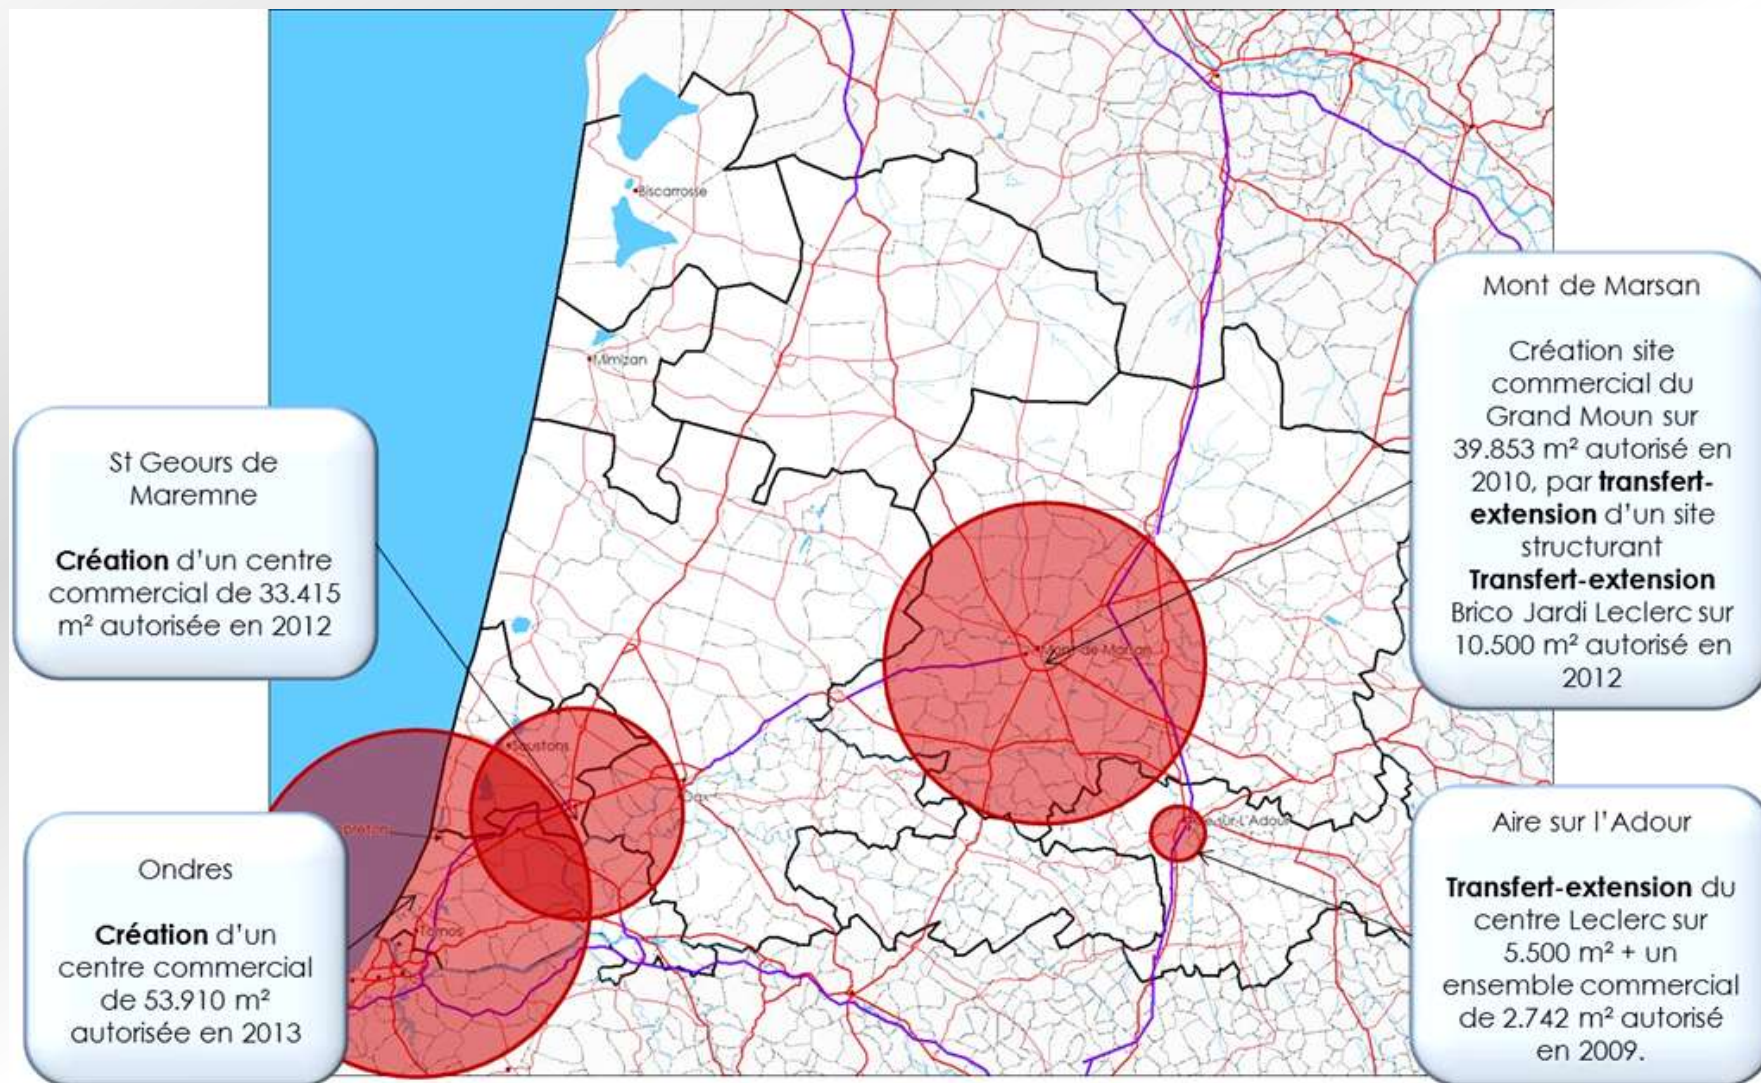 Biscarrosse
Mimizan
Mont de Marsan
Création site
commercial du
Grand Moun sur
39.853 m² autorisé en
2010, par transfert-
extension d'un site
structurant
Transfert-extension
Brico Jardi Leclerc sur
10.500 m² autorisé en
2012
St Geours de
Maremne
Création d'un centre
commercial de 33.415
m² autorisée en 2012
Mont-de-Marsan
Soustons
Dax
Tarnos
Ondres
Création d'un
centre commercial
de 53.910 m²
autorisée en 2013
Aire sur l'Adour
Transfert-extension du
centre Leclerc sur
5.500 m² + un
ensemble commercial
de 2.742 m² autorisé
en 2009.